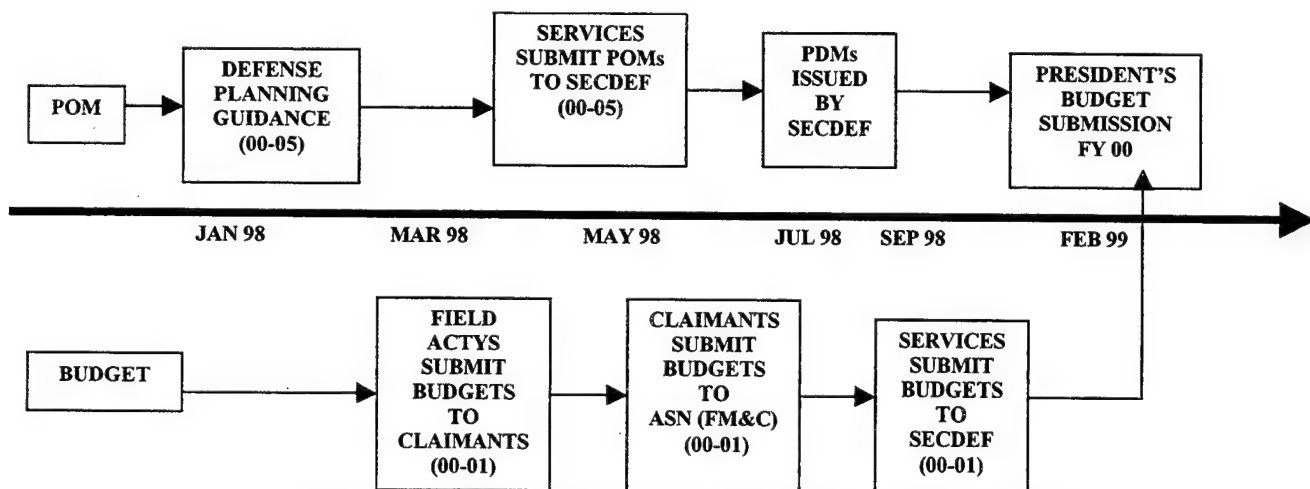 POM
DEFENSE
PLANNING
GUIDANCE
(00-05)
SERVICES
SUBMIT POMs
TO SECDEF
(00-05)
PDMs
ISSUED
BY
SECDEF
PRESIDENT'S
BUDGET
SUBMISSION
FY 00
JAN 98
MAR 98
MAY 98
JUL 98
SEP 98
FEB 99
BUDGET
FIELD
ACTYS
SUBMIT
BUDGETS
TO
CLAIMANTS
(00-01)
CLAIMANTS
SUBMIT
BUDGETS
TO
ASN (FM&C)
(00-01)
SERVICES
SUBMIT
BUDGETS
TO
SECDEF
(00-01)